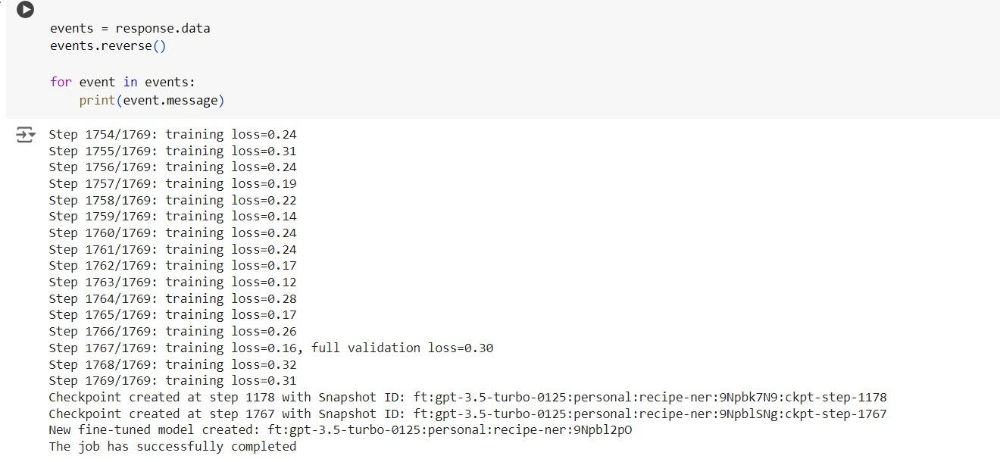 events = response.data
events.reverse()
for event in events:
    print(event.message)
Step 1754/1769: training loss=0.24
Step 1755/1769: training loss=0.31
Step 1756/1769: training loss=0.24
Step 1757/1769: training loss=0.19
Step 1758/1769: training loss=0.22
Step 1759/1769: training loss=0.14
Step 1760/1769: training loss=0.24
Step 1761/1769: training loss=0.24
Step 1762/1769: training loss=0.17
Step 1763/1769: training loss=0.12
Step 1764/1769: training loss=0.28
Step 1765/1769: training loss=0.17
Step 1766/1769: training loss=0.26
Step 1767/1769: training loss=0.16, full validation loss=0.30
Step 1768/1769: training loss=0.32
Step 1769/1769: training loss=0.31
Checkpoint created at step 1178 with Snapshot ID: ft:gpt-3.5-turbo-0125:personal:recipe-ner:9Npbk7N9:ckpt-step-1178
Checkpoint created at step 1767 with Snapshot ID: ft:gpt-3.5-turbo-0125:personal:recipe-ner:9NpblSNg:ckpt-step-1767
New fine-tuned model created: ft:gpt-3.5-turbo-0125:personal:recipe-ner:9Npbl2pO
The job has successfully completed